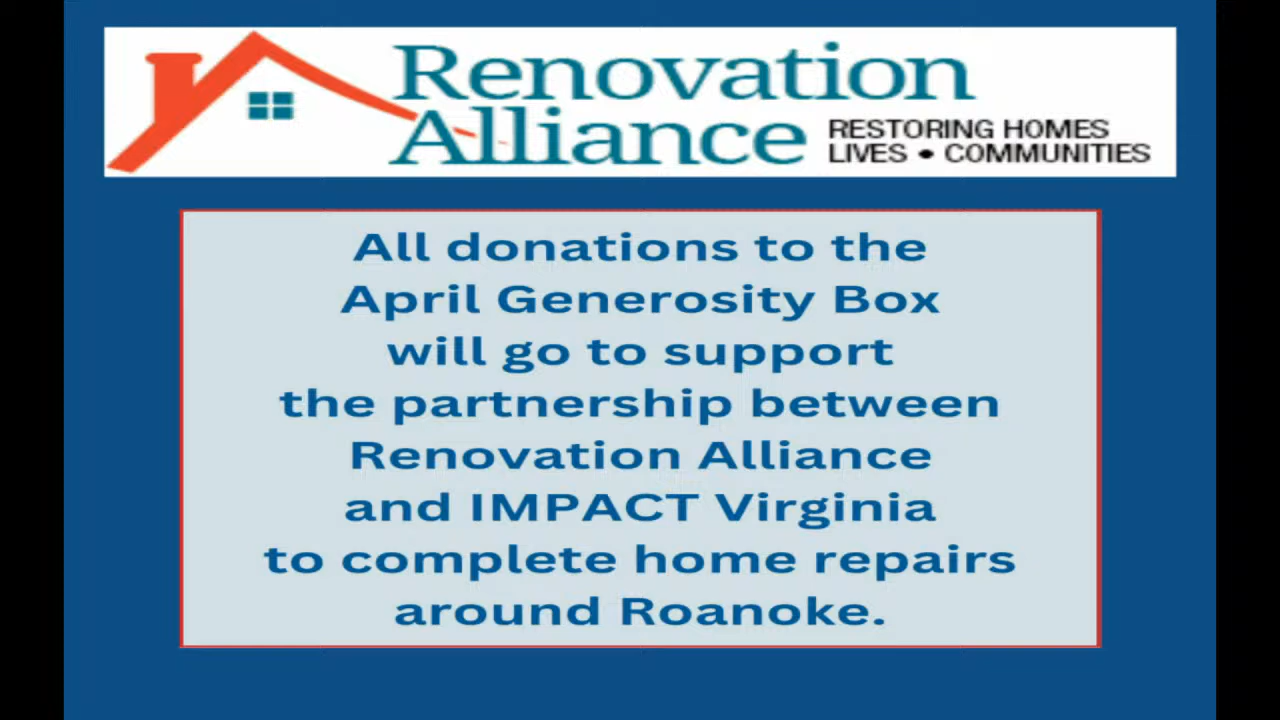 Renovation
Alliance
RESTORING HOMES
LIVES • COMMUNITIES
All donations to the
April Generosity Box
will go to support
the partnership between
Renovation Alliance
and IMPACT Virginia
to complete home repairs
around Roanoke.